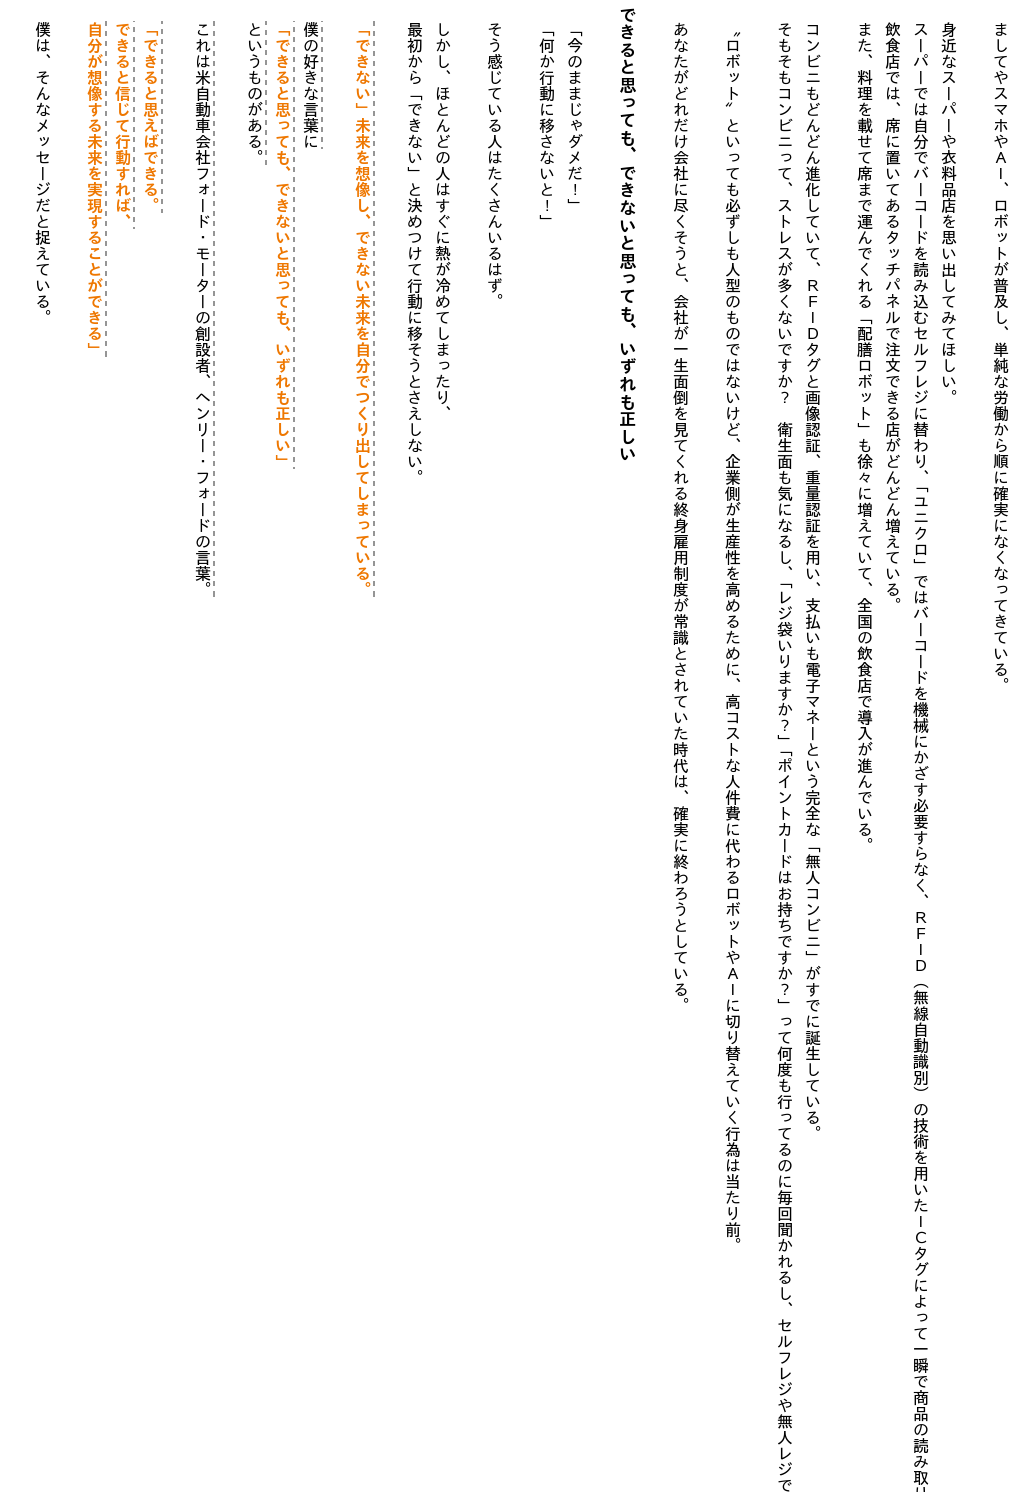 ましてやスマホやAI、ロボットが普及し、単純な労働から順に確実になくなってきている。
身近なスーパーや衣料品店を思い出してみてほしい。
スーパーでは自分でバーコードを読み込むセルフレジに替わり、「ユニクロ」ではバーコードを機械にかざす必要すらなく、RFID（無線自動識別）の技術を用いたICタグによって一瞬で商品の読み取
飲食店では、席に置いてあるタッチパネルで注文できる店がどんどん増えている。
また、料理を載せて席まで運んでくれる「配膳ロボット」も徐々に増えていて、全国の飲食店で導入が進んでいる。
コンビニもどんどん進化していて、RFIDタグと画像認証、重量認証を用い、支払いも電子マネーという完全な「無人コンビニ」がすでに誕生している。
そもそもコンビニって、ストレスが多くないですか？　衛生面も気になるし、「レジ袋いりますか？」「ポイントカードはお持ちですか？」って何度も行ってるのに毎回聞かれるし、セルフレジや無人レジで
〝ロボット〟といっても必ずしも人型のものではないけど、企業側が生産性を高めるために、高コストな人件費に代わるロボットやAIに切り替えていく行為は当たり前。
あなたがどれだけ会社に尽くそうと、会社が一生面倒を見てくれる終身雇用制度が常識とされていた時代は、確実に終わろうとしている。
できると思っても、できないと思っても、いずれも正しい
「今のままじゃダメだ！」
「何か行動に移さないと！」
そう感じている人はたくさんいるはず。
しかし、ほとんどの人はすぐに熱が冷めてしまったり、
最初から「できない」と決めつけて行動に移そうとさえしない。
「できない」未来を想像し、できない未来を自分でつくり出してしまっている。
僕の好きな言葉に
「できると思っても、できないと思っても、いずれも正しい」
というものがある。
これは米自動車会社フォード・モーターの創設者、ヘンリー・フォードの言葉。
「できると思えばできる。
できると信じて行動すれば、
自分が想像する未来を実現することができる」
僕は、そんなメッセージだと捉えている。